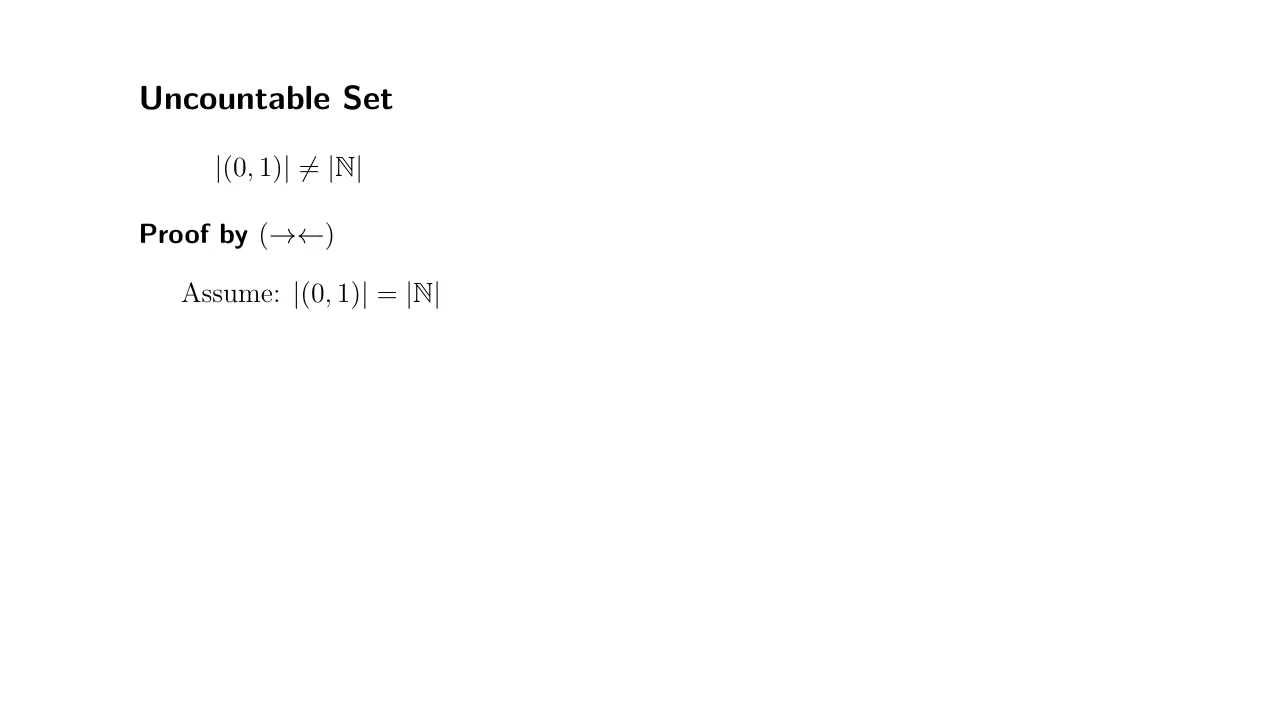 Uncountable Set
|(0, 1)| ≠ |ℕ|
Proof by (→←)
Assume: |(0, 1)| = |ℕ|